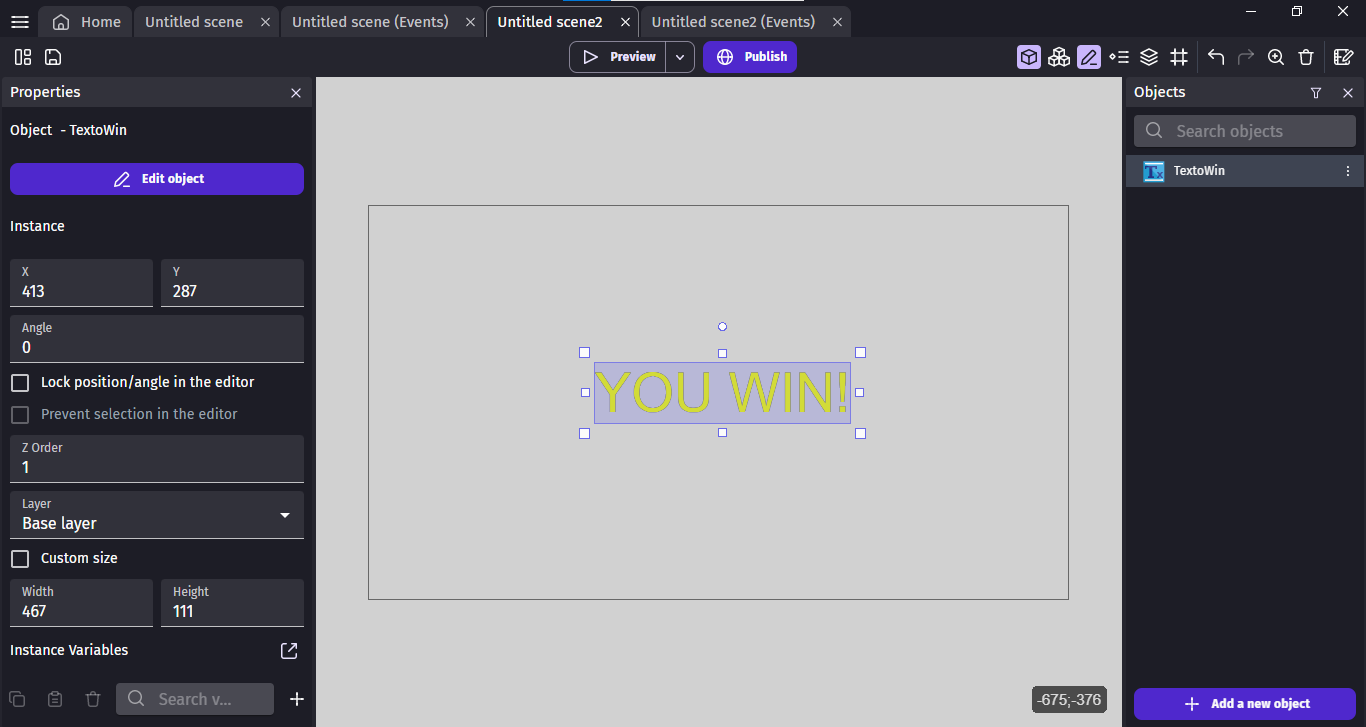 Home
Untitled scene
Untitled scene (Events)
Untitled scene2
Untitled scene2 (Events)
Preview
Publish
Properties
Object - TextoWin
Edit object
Instance
X
413
Y
287
Angle
0
Lock position/angle in the editor
Prevent selection in the editor
Z Order
1
Layer
Base layer
Custom size
Width
467
Height
111
Instance Variables
Search v...
YOU WIN!
-675;-376
Objects
Search objects
Tx
TextoWin
Add a new object